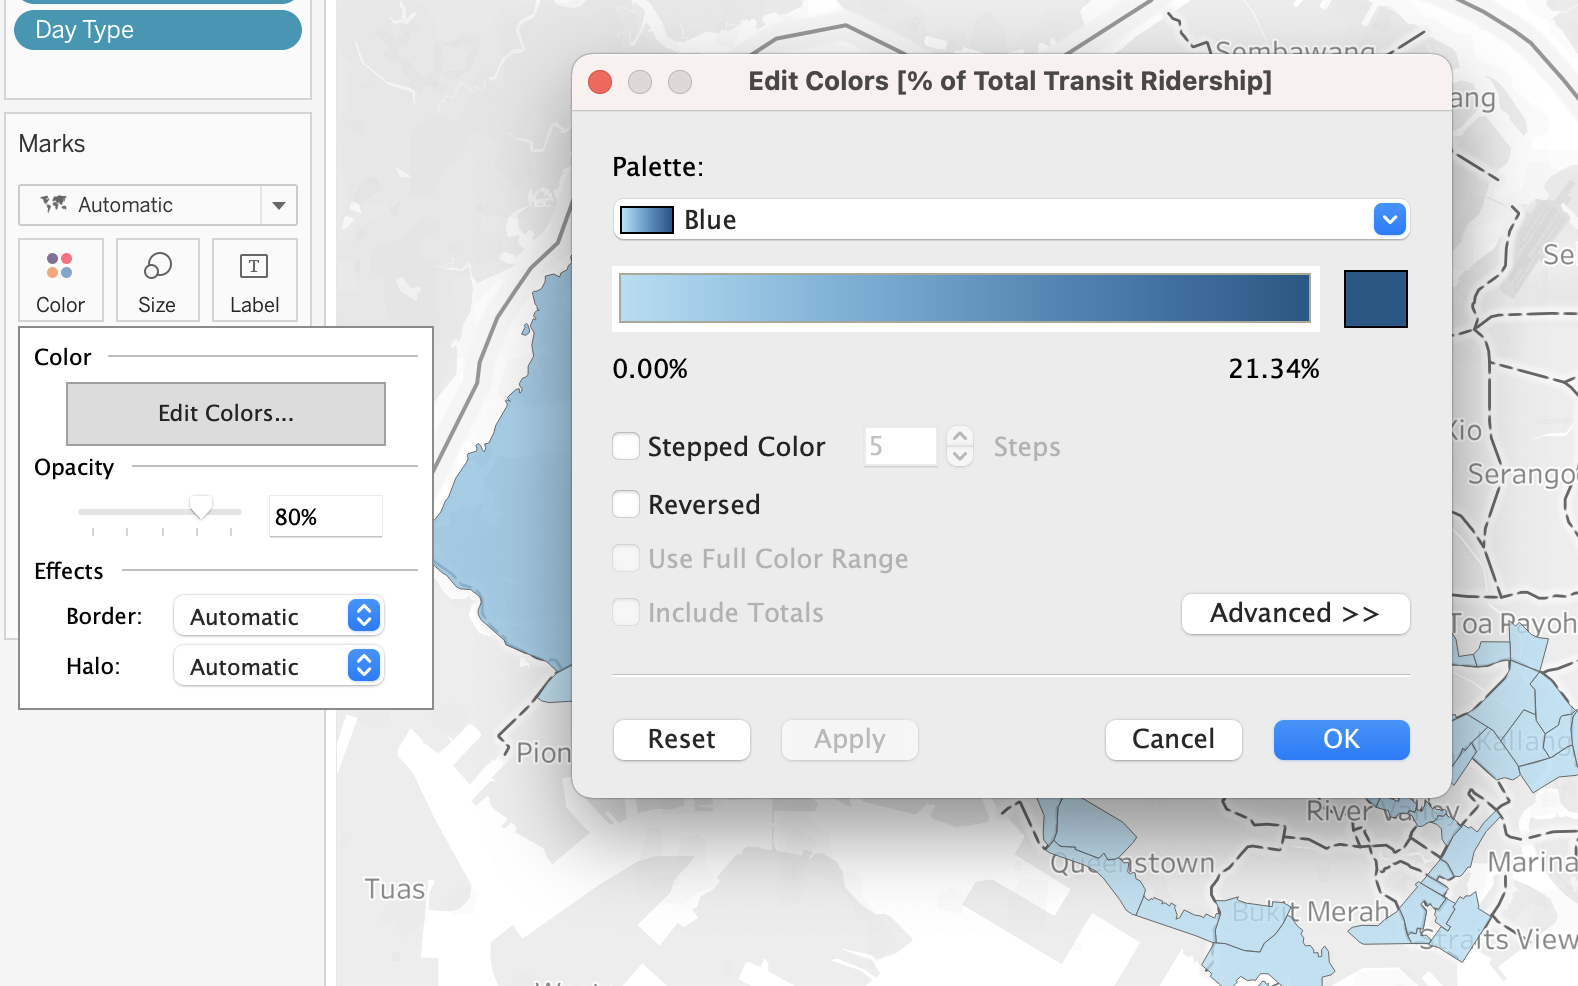 Day Type
Marks
Automatic
Color
Size
T
Label
Color
Edit Colors...
Opacity
80%
Effects
Border:
Automatic
Halo:
Automatic
Edit Colors [% of Total Transit Ridership]
Palette:
Blue
0.00%
21.34%
Stepped Color
5
Steps
Reversed
Use Full Color Range
Include Totals
Advanced >>
Reset
Apply
Cancel
OK
Sembawang
ang
Se
Kio
Serango
Toa Payoh
Kallang
Pion
River Valley
Queenstown
Marina
Tuas
Bukit Merah
Straits View